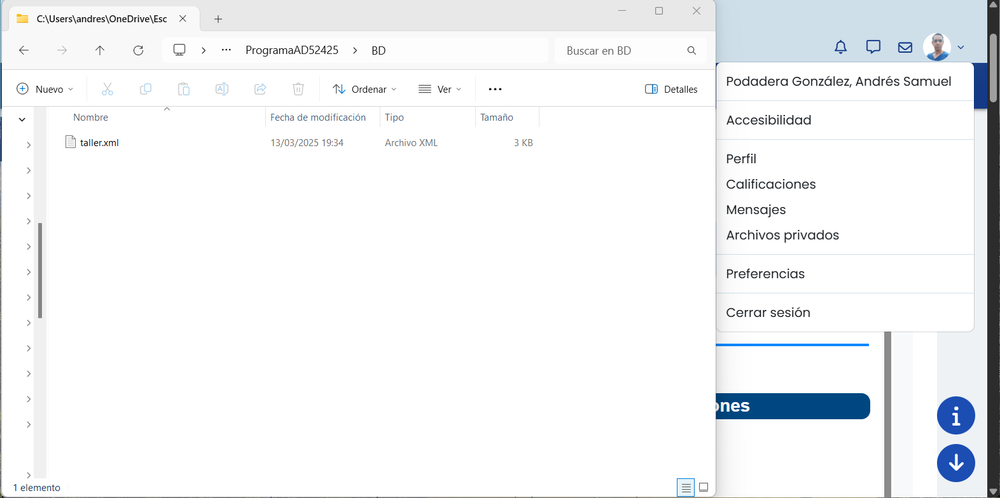 C:\Users\andres\OneDrive\Esc
ProgramaAD52425 > BD
Buscar en BD
Nuevo
Ordenar
Ver
Detalles
Nombre
Fecha de modificación
Tipo
Tamaño
taller.xml
13/03/2025 19:34
Archivo XML
3 KB
1 elemento
Podadera González, Andrés Samuel
Accesibilidad
Perfil
Calificaciones
Mensajes
Archivos privados
Preferencias
Cerrar sesión
ones